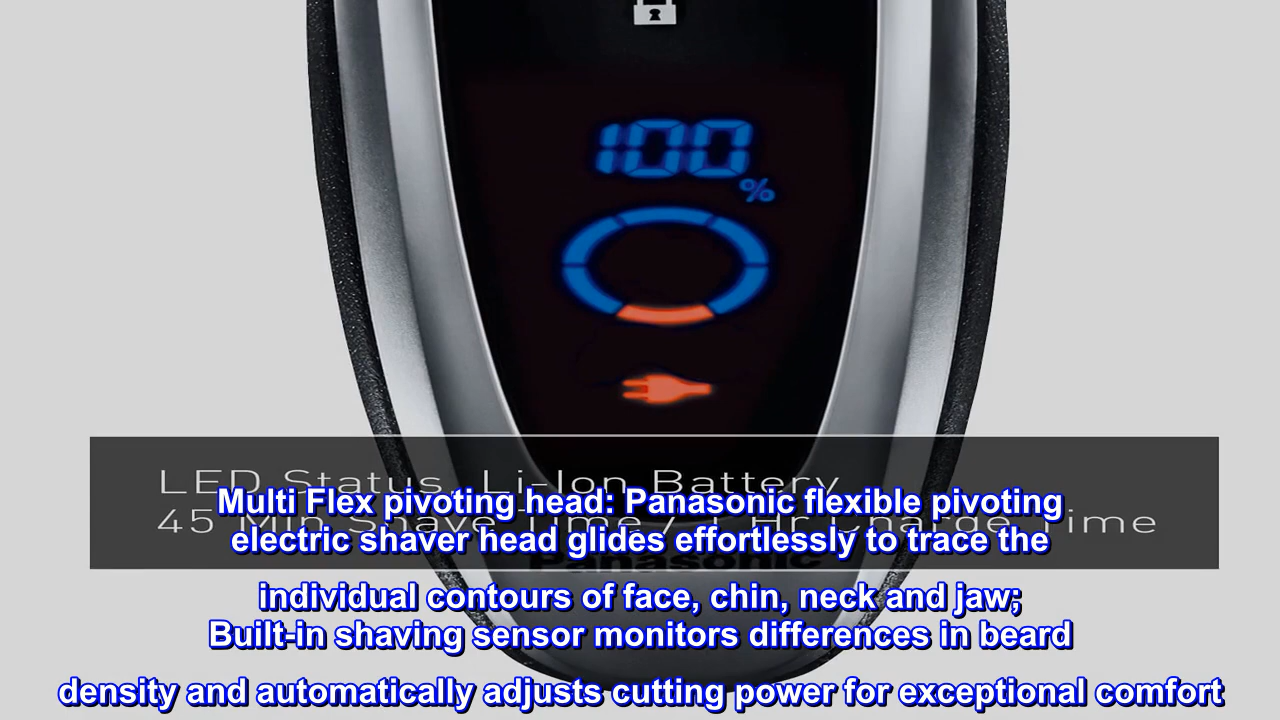 100
%
LED Status Li-Ion Battery
45 Min Shave Time / 1 Hr Charge Time
Panasonic
Multi Flex pivoting head: Panasonic flexible pivoting
electric shaver head glides effortlessly to trace the
individual contours of face, chin, neck and jaw;
Built-in shaving sensor monitors differences in beard
density and automatically adjusts cutting power for exceptional comfort